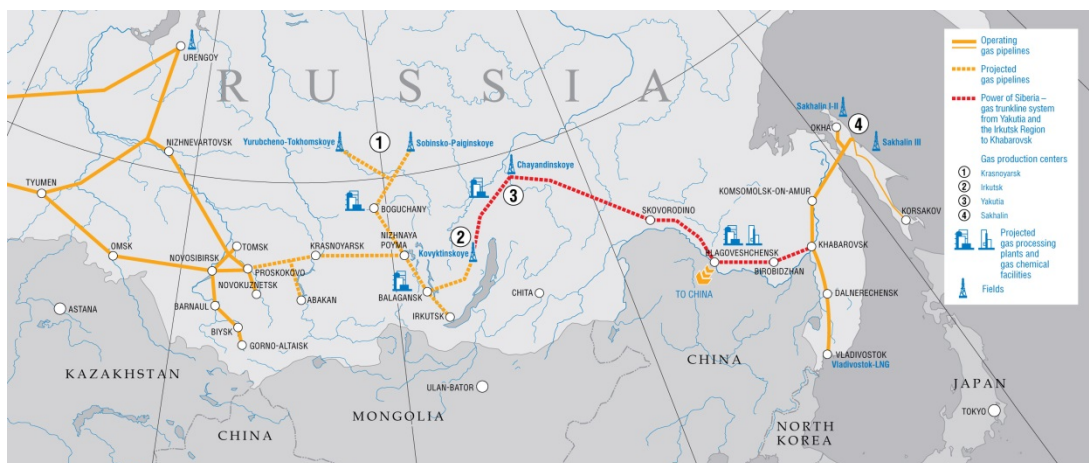 URENGOY
R U S S I A
NIZHNEVARTOVSK
TYUMEN
OMSK
TOMSK
NOVOSIBIRSK
PROSKOKOVO
NOVOKUZNETSK
BARNAUL
BIYSK
GORNO-ALTAISK
ASTANA
KAZAKHSTAN
CHINA
Yurubcheno-Tokhomskoye
1
Sobinsko-Paiginskoye
BOGUCHANY
KRASNOYARSK
NIZHNAYA
POYMA
ABAKAN
2
Kovyktinskoye
BALAGANSK
IRKUTSK
CHITA
ULAN-BATOR
MONGOLIA
Chayandinskoye
3
SKOVORODINO
BLAGOVESHCHENSK
BIROBIDZHAN
TO CHINA
CHINA
Sakhalin I-II
OKHA
4
Sakhalin III
KOMSOMOLSK-ON-AMUR
KORSAKOV
KHABAROVSK
DALNERECHENSK
VLADIVOSTOK
Vladivostok-LNG
NORTH
KOREA
JAPAN
TOKYO
Operating
gas pipelines
Projected
gas pipelines
Power of Siberia –
gas trunkline system
from Yakutia and
the Irkutsk Region
to Khabarovsk
Gas production centers
1 Krasnoyarsk
2 Irkutsk
3 Yakutia
4 Sakhalin
Projected
gas processing
plants and
gas chemical
facilities
Fields